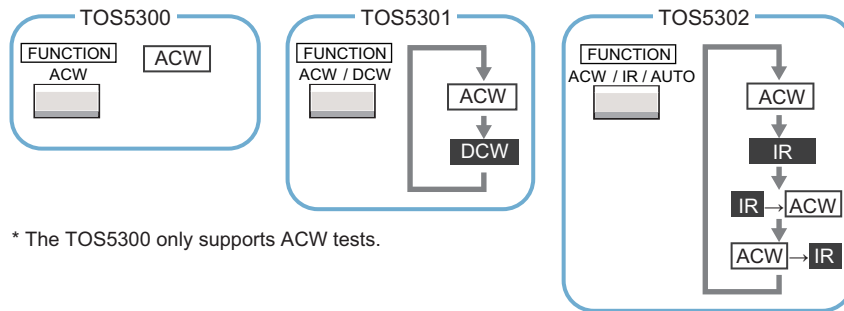 TOS5300
FUNCTION
ACW
ACW
TOS5301
FUNCTION
ACW / DCW
ACW
DCW
TOS5302
FUNCTION
ACW / IR / AUTO
ACW
IR
IR→ACW
ACW→IR
* The TOS5300 only supports ACW tests.